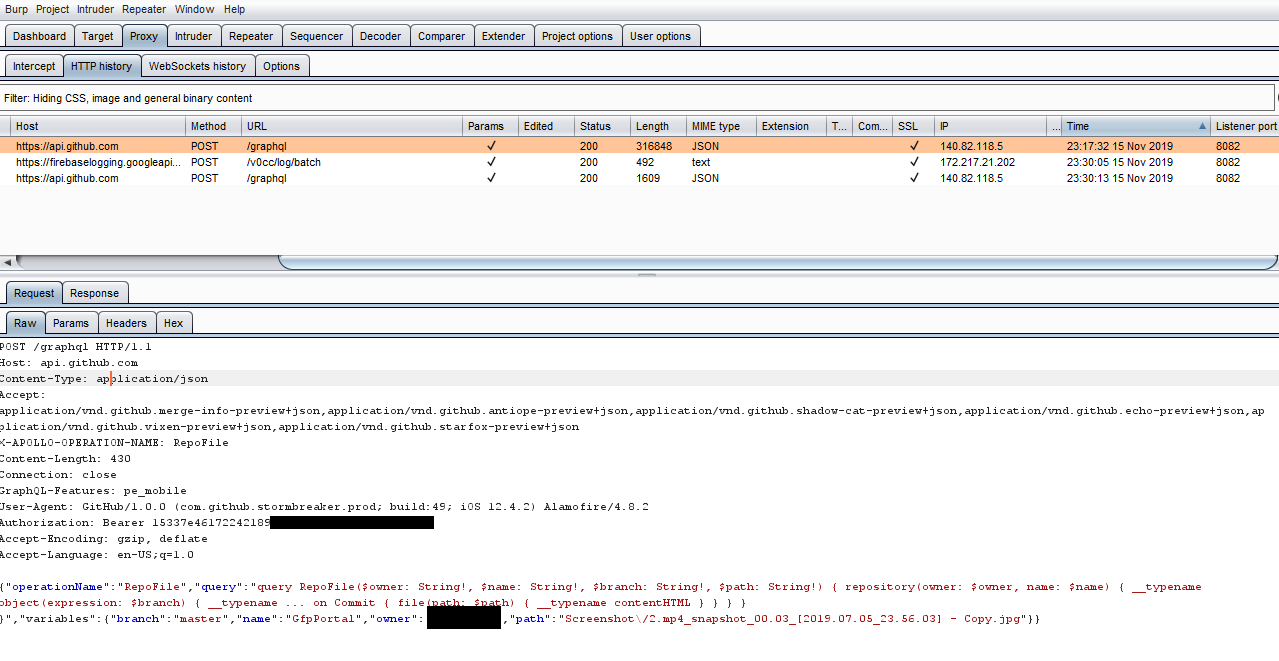 Burp Project Intruder Repeater Window Help
Dashboard Target Proxy Intruder Repeater Sequencer Decoder Comparer Extender Project options User options
Intercept HTTP history WebSockets history Options
Filter: Hiding CSS, image and general binary content
Host Method URL Params Edited Status Length MIME type Extension T... Com... SSL IP ... Time Listener port
https://api.github.com POST /graphql ✓ 200 316848 JSON ✓ 140.82.118.5 23:17:32 15 Nov 2019 8082
https://firebaselogging.googleapi... POST /v0cc/log/batch ✓ 200 492 text ✓ 172.217.21.202 23:30:05 15 Nov 2019 8082
https://api.github.com POST /graphql ✓ 200 1609 JSON ✓ 140.82.118.5 23:30:13 15 Nov 2019 8082
Request Response
Raw Params Headers Hex
POST /graphql HTTP/1.1
Host: api.github.com
Content-Type: application/json
Accept:
application/vnd.github.merge-info-preview+json,application/vnd.github.antiope-preview+json,application/vnd.github.shadow-cat-preview+json,application/vnd.github.echo-preview+json,ap
plication/vnd.github.vixen-preview+json,application/vnd.github.starfox-preview+json
X-APOLLO-OPERATION-NAME: RepoFile
Content-Length: 430
Connection: close
GraphQL-Features: pe_mobile
User-Agent: GitHub/1.0.0 (com.github.stormbreaker.prod; build:49; iOS 12.4.2) Alamofire/4.8.2
Authorization: Bearer 15337e46172242189
Accept-Encoding: gzip, deflate
Accept-Language: en-US;q=1.0
{"operationName":"RepoFile","query":"query RepoFile($owner: String!, $name: String!, $branch: String!, $path: String!) { repository(owner: $owner, name: $name) { __typename
object(expression: $branch) { __typename ... on Commit { file(path: $path) { __typename contentHTML } } } }
}","variables":{"branch":"master","name":"GfpPortal","owner": ,"path":"Screenshot\/2.mp4_snapshot_00.03_[2019.07.05_23.56.03] - Copy.jpg"}}